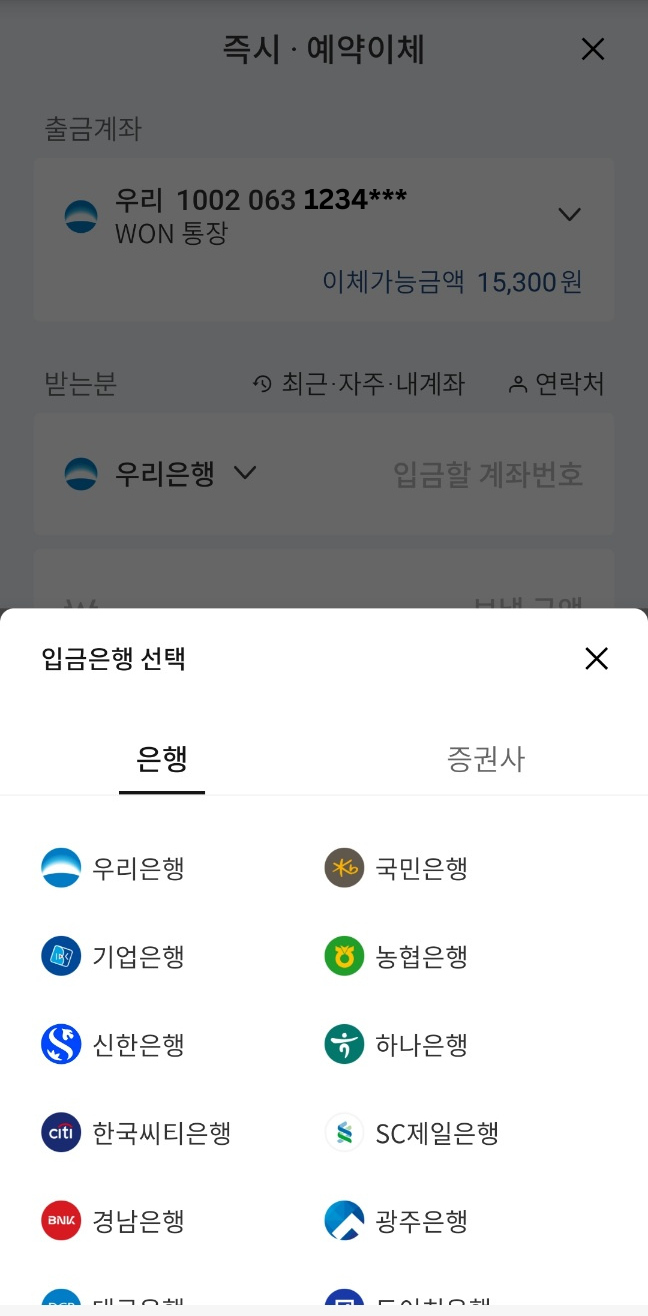 즉시 · 예약이체
출금계좌
우리 1002 063 1234***
WON 통장
이체가능금액 15,300원
받는분 최근·자주·내계좌 연락처
우리은행 입금할 계좌번호
입금은행 선택
은행 증권사
우리은행 국민은행
기업은행 농협은행
신한은행 하나은행
citi 한국씨티은행 SC제일은행
BNK 경남은행 광주은행